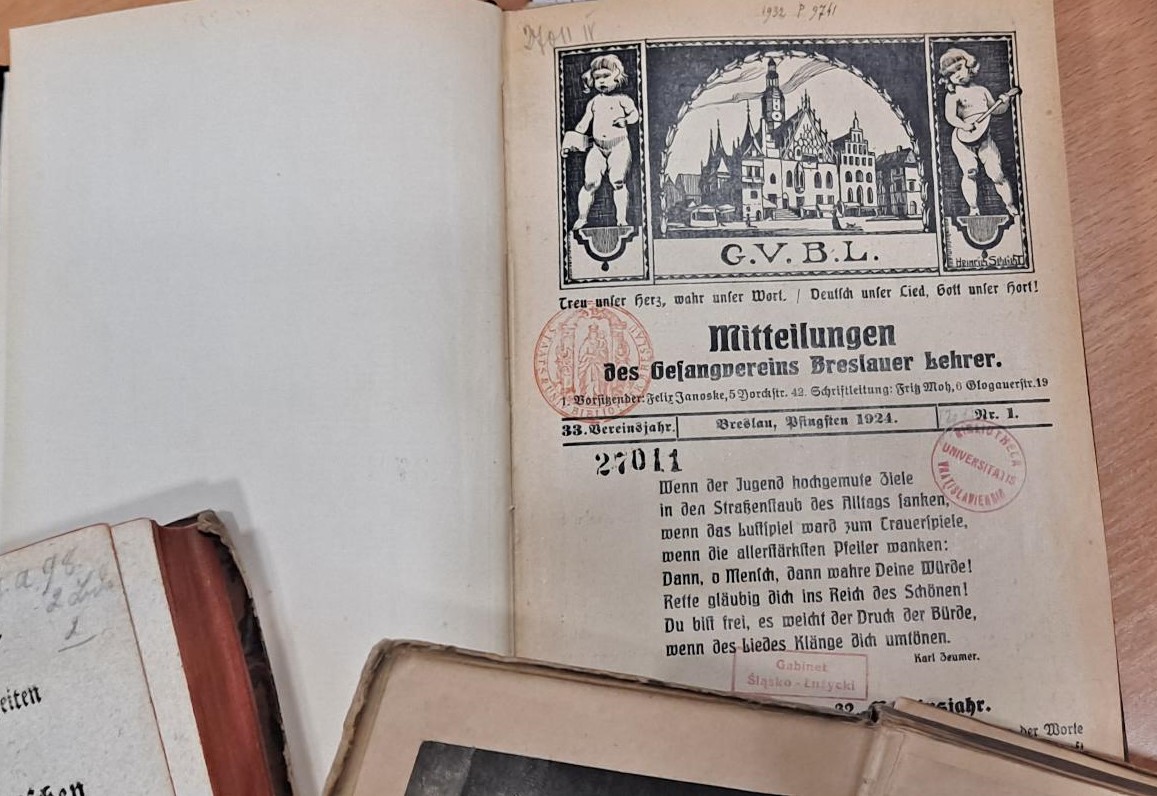 1932 P 9741
G.V.B.L.
Heinrich
Treu unser Herz, wahr unser Wort. / Deutsch unser Lied, Gott unser Hort!
Mitteilungen
des Gesangvereins Breslauer Lehrer.
1. Vorsitzender: Felix Janoske, 5 Yorckstr. 42. Schriftleitung: Fritz Moh, 6 Glogauerstr. 19
33. Vereinsjahr. Breslau, Pfingsten 1924. Nr. 1.
BIBLIOTHECA
UNIVERSITATIS
WRATISLAVIENSIS
27011
Wenn der Jugend hochgemute Ziele
in den Straßenstaub des Alltags sanken,
wenn das Lustspiel ward zum Trauerspiele,
wenn die allerstärksten Pfeiler wanken:
Dann, o Mensch, dann wahre Deine Würde!
Rette gläubig dich ins Reich des Schönen!
Du bist frei, es weicht der Druck der Bürde,
wenn des Liedes Klänge dich umtönen.
Karl Zeumer.
Gabinet
Śląsko - Łużycki
32.
der Worte
eiten